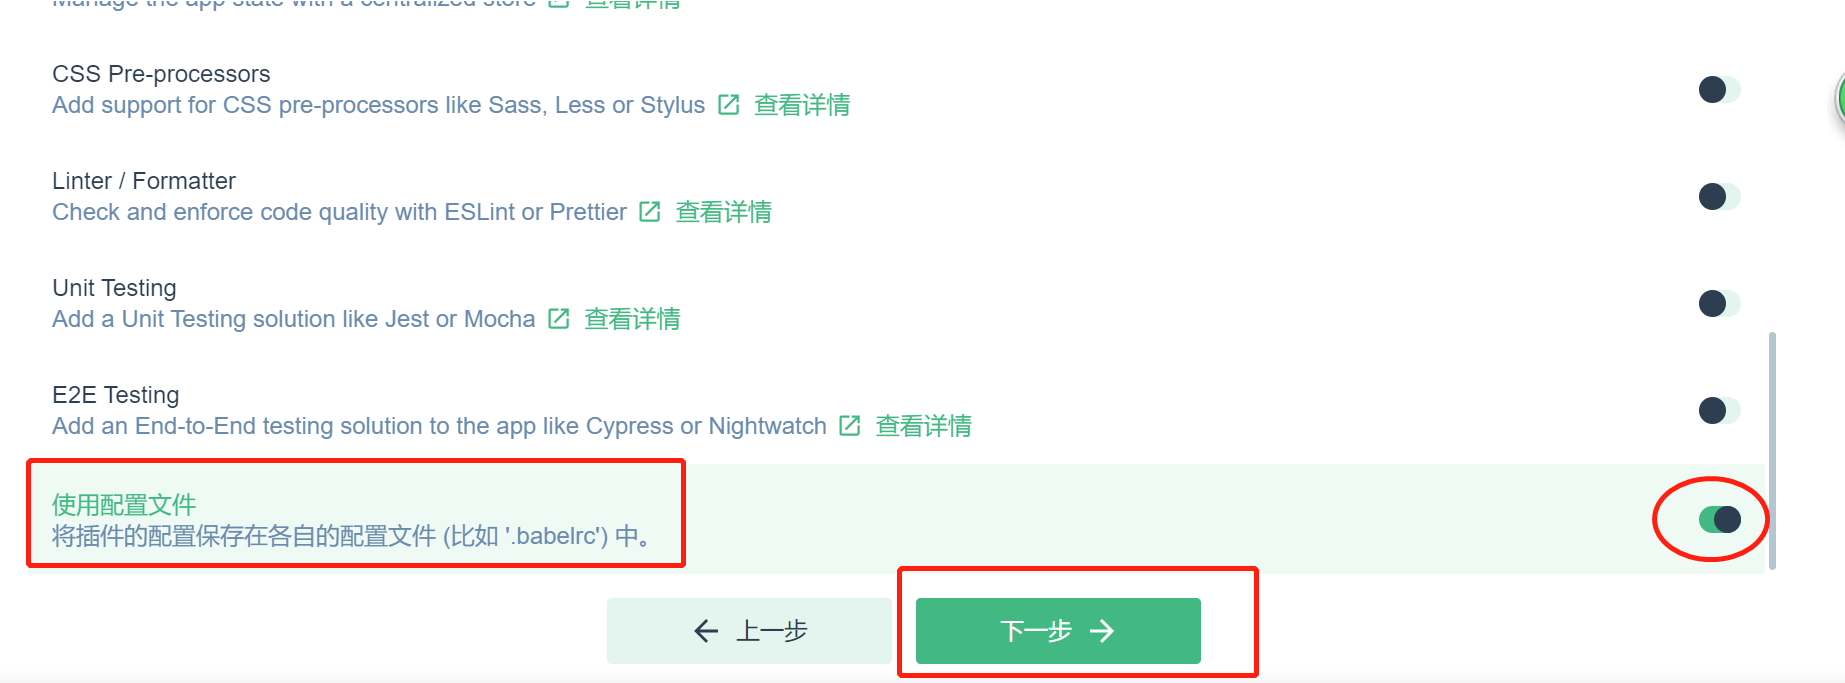 Manage the app state with a centralized store 查看详情
CSS Pre-processors
Add support for CSS pre-processors like Sass, Less or Stylus 查看详情
Linter / Formatter
Check and enforce code quality with ESLint or Prettier 查看详情
Unit Testing
Add a Unit Testing solution like Jest or Mocha 查看详情
E2E Testing
Add an End-to-End testing solution to the app like Cypress or Nightwatch 查看详情
使用配置文件
将插件的配置保存在各自的配置文件 (比如 '.babelrc') 中。
上一步
下一步